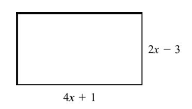 2x − 3
4x + 1